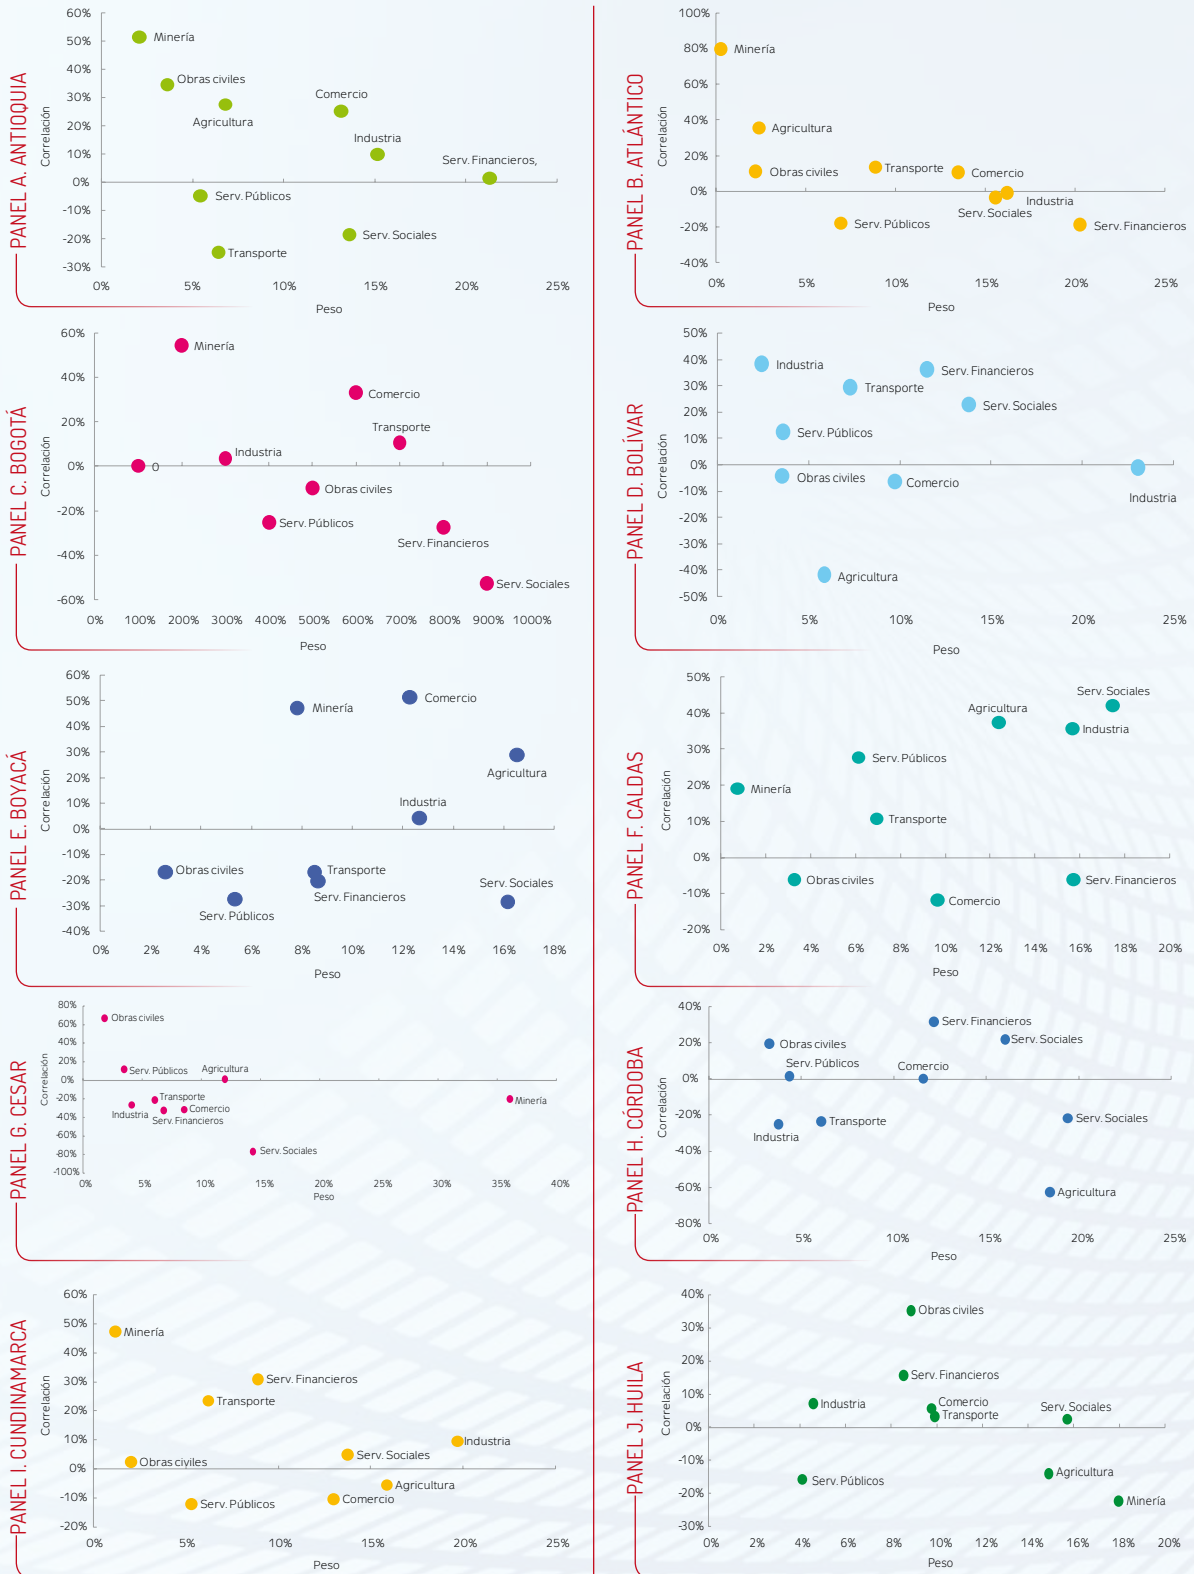 PANEL A. ANTIOQUIA
Correlación
60%
50%
40%
30%
20%
10%
0%
-10%
-20%
-30%
Minería
Obras civiles
Agricultura
Comercio
Industria
Serv. Financieros,
Serv. Públicos
Serv. Sociales
Transporte
0% 5% 10% 15% 20% 25%
Peso
PANEL B. ATLÁNTICO
Correlación
100%
80%
60%
40%
20%
0%
-20%
-40%
Minería
Agricultura
Obras civiles
Transporte
Comercio
Industria
Serv. Sociales
Serv. Públicos
Serv. Financieros
0% 5% 10% 15% 20% 25%
Peso
PANEL C. BOGOTÁ
Correlación
60%
40%
20%
0%
-20%
-40%
-60%
Minería
Comercio
Transporte
Industria
0
Obras civiles
Serv. Públicos
Serv. Financieros
Serv. Sociales
0% 100% 200% 300% 400% 500% 600% 700% 800% 900% 1000%
Peso
PANEL D. BOLÍVAR
Correlación
50%
40%
30%
20%
10%
0%
-10%
-20%
-30%
-40%
-50%
Industria
Serv. Financieros
Transporte
Serv. Sociales
Serv. Públicos
Obras civiles
Comercio
Industria
Agricultura
0% 5% 10% 15% 20% 25%
Peso
PANEL E. BOYACÁ
Correlación
60%
50%
40%
30%
20%
10%
0%
-10%
-20%
-30%
-40%
Minería
Comercio
Agricultura
Industria
Obras civiles
Transporte
Serv. Financieros
Serv. Públicos
Serv. Sociales
0% 2% 4% 6% 8% 10% 12% 14% 16% 18%
Peso
PANEL F. CALDAS
Correlación
50%
40%
30%
20%
10%
0%
-10%
-20%
Serv. Sociales
Agricultura
Industria
Serv. Públicos
Minería
Transporte
Obras civiles
Serv. Financieros
Comercio
0% 2% 4% 6% 8% 10% 12% 14% 16% 18% 20%
Peso
PANEL G. CESAR
Correlación
80%
60%
40%
20%
0%
-20%
-40%
-60%
-80%
-100%
Obras civiles
Serv. Públicos
Agricultura
Transporte
Industria
Comercio
Serv. Financieros
Minería
Serv. Sociales
0% 5% 10% 15% 20% 25% 30% 35% 40%
Peso
PANEL H. CÓRDOBA
Correlación
40%
20%
0%
-20%
-40%
-60%
-80%
Serv. Financieros
Obras civiles
Serv. Sociales
Serv. Públicos
Comercio
Transporte
Industria
Serv. Sociales
Agricultura
0% 5% 10% 15% 20% 25%
Peso
PANEL I. CUNDINAMARCA
Correlación
60%
50%
40%
30%
20%
10%
0%
-10%
-20%
Minería
Serv. Financieros
Transporte
Industria
Serv. Sociales
Obras civiles
Agricultura
Serv. Públicos
Comercio
0% 5% 10% 15% 20% 25%
Peso
PANEL J. HUILA
Correlación
40%
30%
20%
10%
0%
-10%
-20%
-30%
Obras civiles
Serv. Financieros
Industria
Comercio
Transporte
Serv. Sociales
Serv. Públicos
Agricultura
Minería
0% 2% 4% 6% 8% 10% 12% 14% 16% 18% 20%
Peso